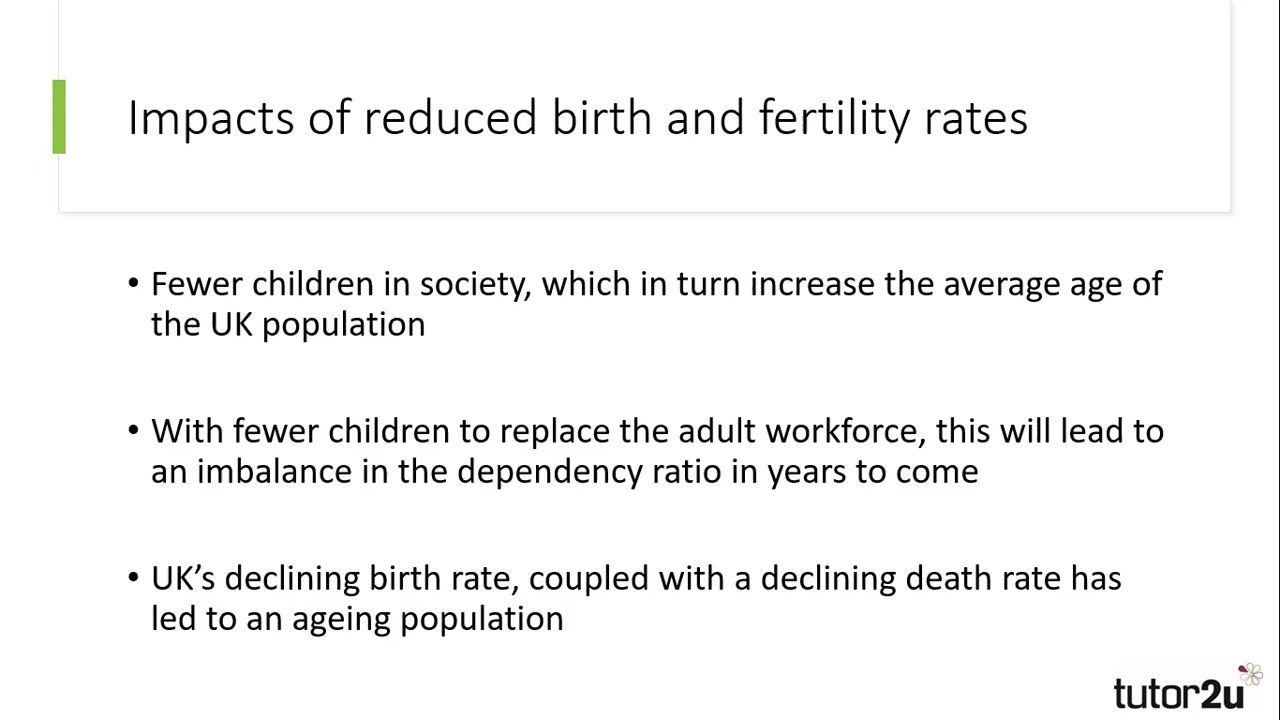 Impacts of reduced birth and fertility rates
• Fewer children in society, which in turn increase the average age of
the UK population
• With fewer children to replace the adult workforce, this will lead to
an imbalance in the dependency ratio in years to come
• UK’s declining birth rate, coupled with a declining death rate has
led to an ageing population
tutor2u